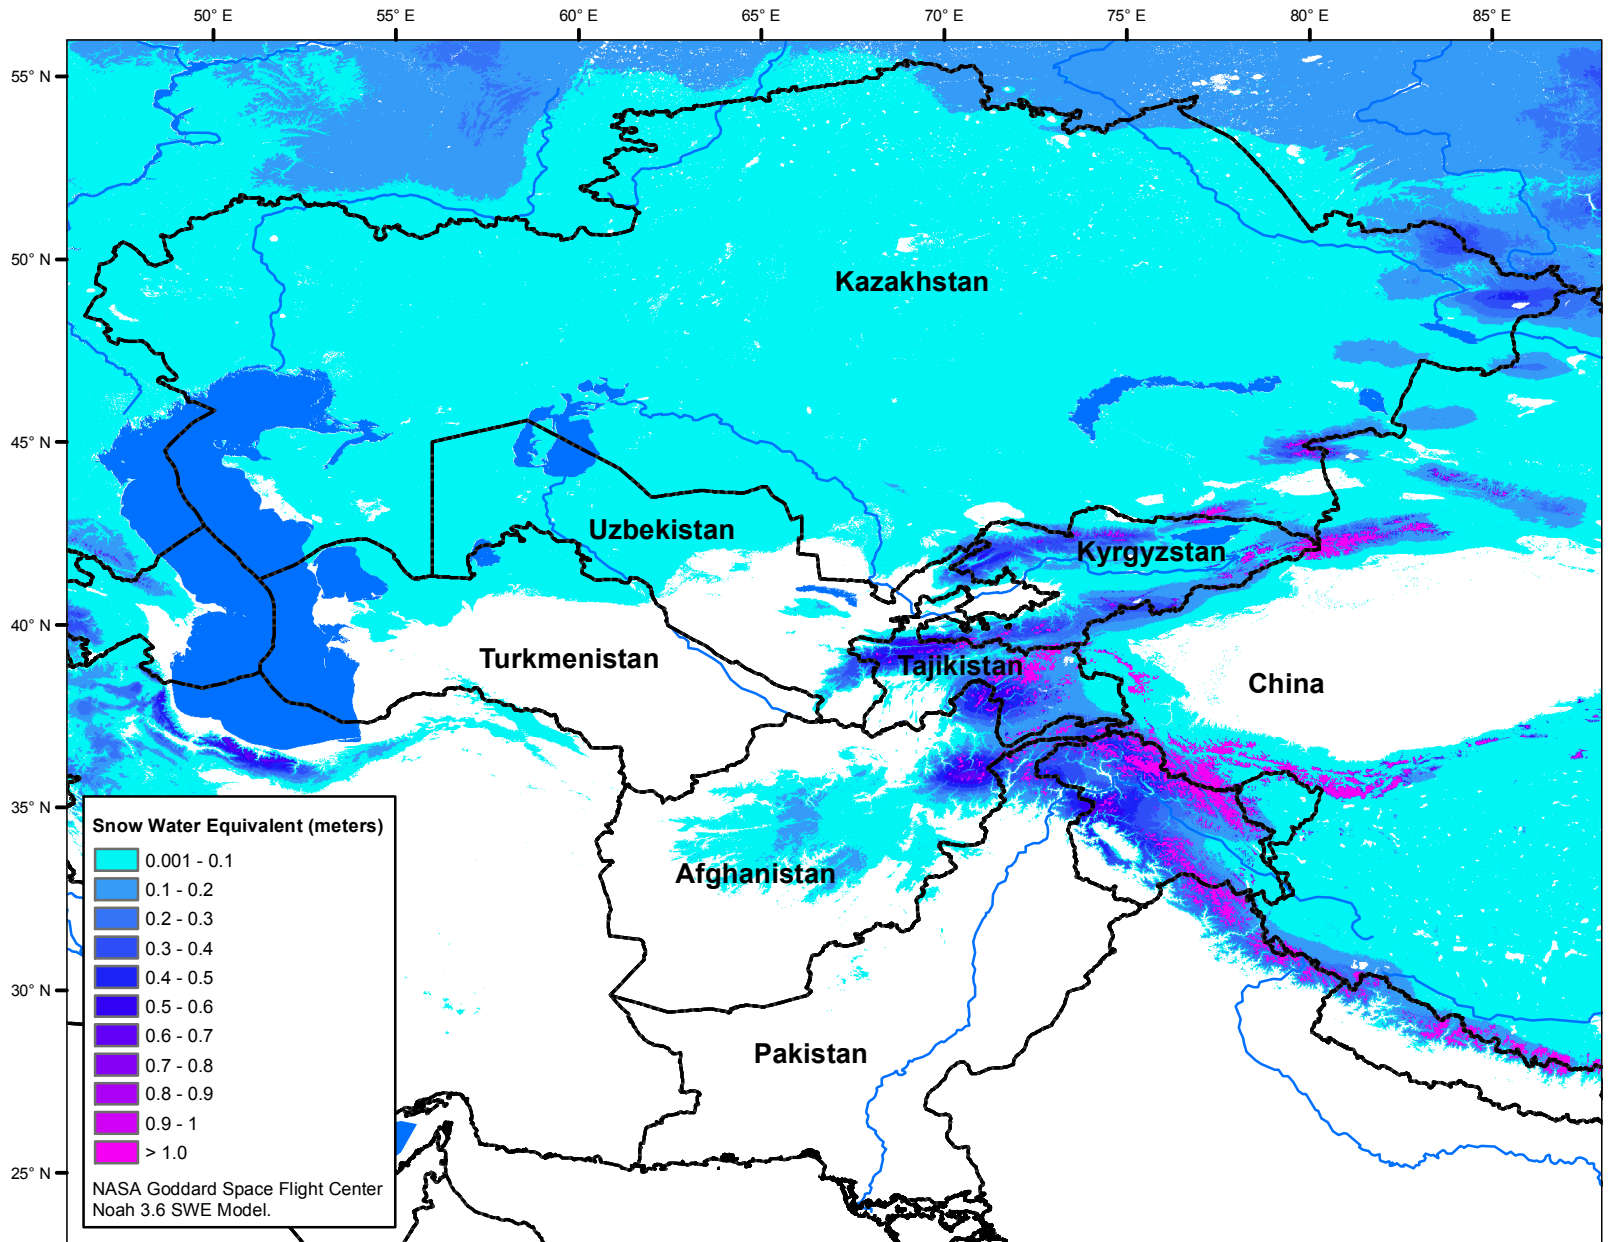 50° E 55° E 60° E 65° E 70° E 75° E 80° E 85° E
55° N
50° N
Kazakhstan
45° N
Uzbekistan
Kyrgyzstan
40° N
Turkmenistan
Tajikistan
China
35° N
Afghanistan
30° N
Pakistan
25° N
Snow Water Equivalent (meters)
0.001 - 0.1
0.1 - 0.2
0.2 - 0.3
0.3 - 0.4
0.4 - 0.5
0.5 - 0.6
0.6 - 0.7
0.7 - 0.8
0.8 - 0.9
0.9 - 1
> 1.0
NASA Goddard Space Flight Center
Noah 3.6 SWE Model.